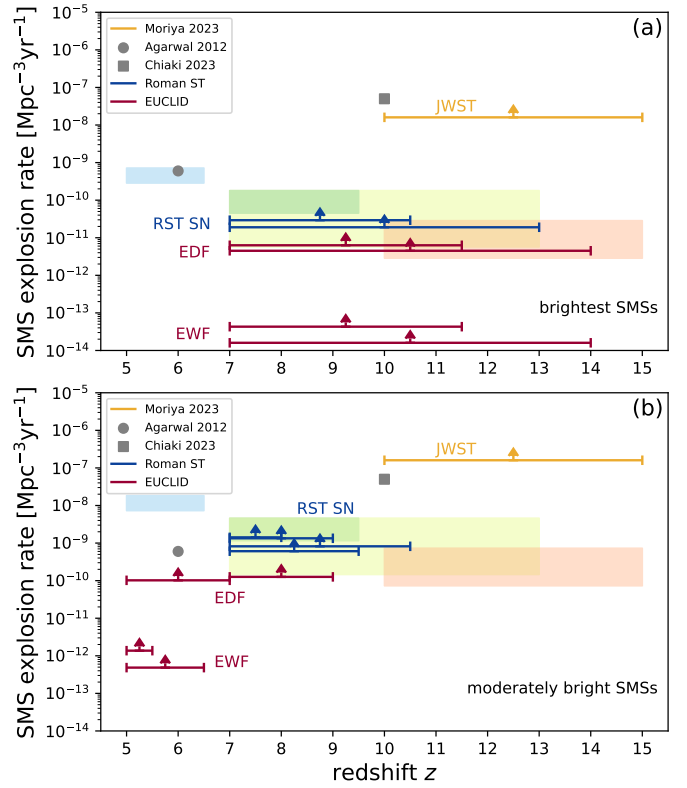 (a)
Moriya 2023
Agarwal 2012
Chiaki 2023
Roman ST
EUCLID
JWST
RST SN
EDF
EWF
brightest SMSs
SMS explosion rate [Mpc⁻³yr⁻¹]
10⁻⁵
10⁻⁶
10⁻⁷
10⁻⁸
10⁻⁹
10⁻¹⁰
10⁻¹¹
10⁻¹²
10⁻¹³
10⁻¹⁴
5 6 7 8 9 10 11 12 13 14 15
(b)
Moriya 2023
Agarwal 2012
Chiaki 2023
Roman ST
EUCLID
JWST
RST SN
EDF
EWF
moderately bright SMSs
SMS explosion rate [Mpc⁻³yr⁻¹]
10⁻⁵
10⁻⁶
10⁻⁷
10⁻⁸
10⁻⁹
10⁻¹⁰
10⁻¹¹
10⁻¹²
10⁻¹³
10⁻¹⁴
5 6 7 8 9 10 11 12 13 14 15
redshift z